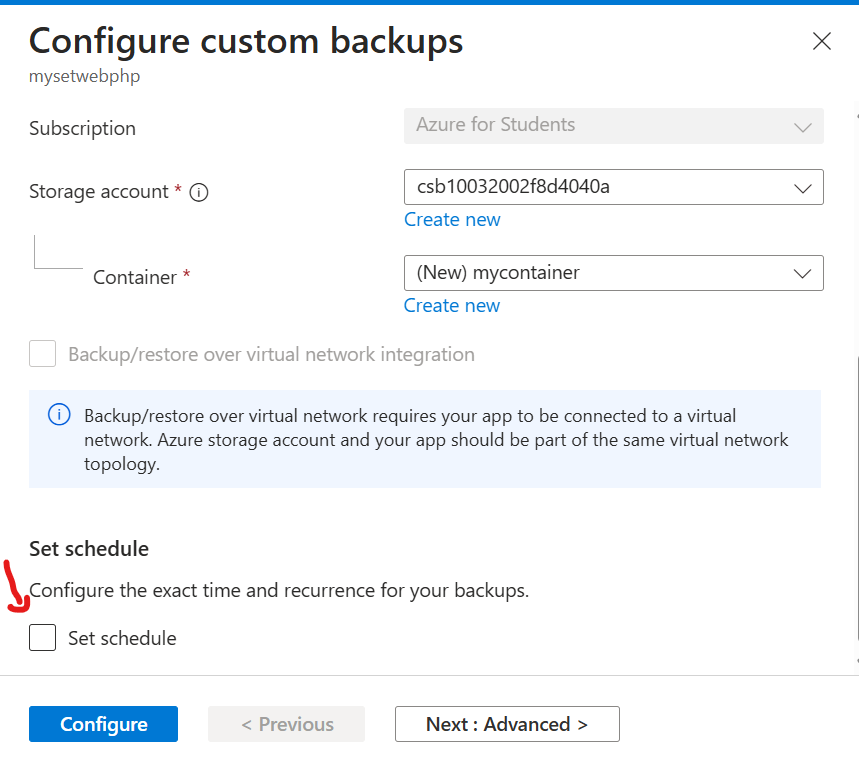 Configure custom backups
mysetwebphp
Subscription
Azure for Students
Storage account *
csb10032002f8d4040a
Create new
Container *
(New) mycontainer
Create new
Backup/restore over virtual network integration
Backup/restore over virtual network requires your app to be connected to a virtual
network. Azure storage account and your app should be part of the same virtual network
topology.
Set schedule
Configure the exact time and recurrence for your backups.
Set schedule
Configure
< Previous
Next : Advanced >